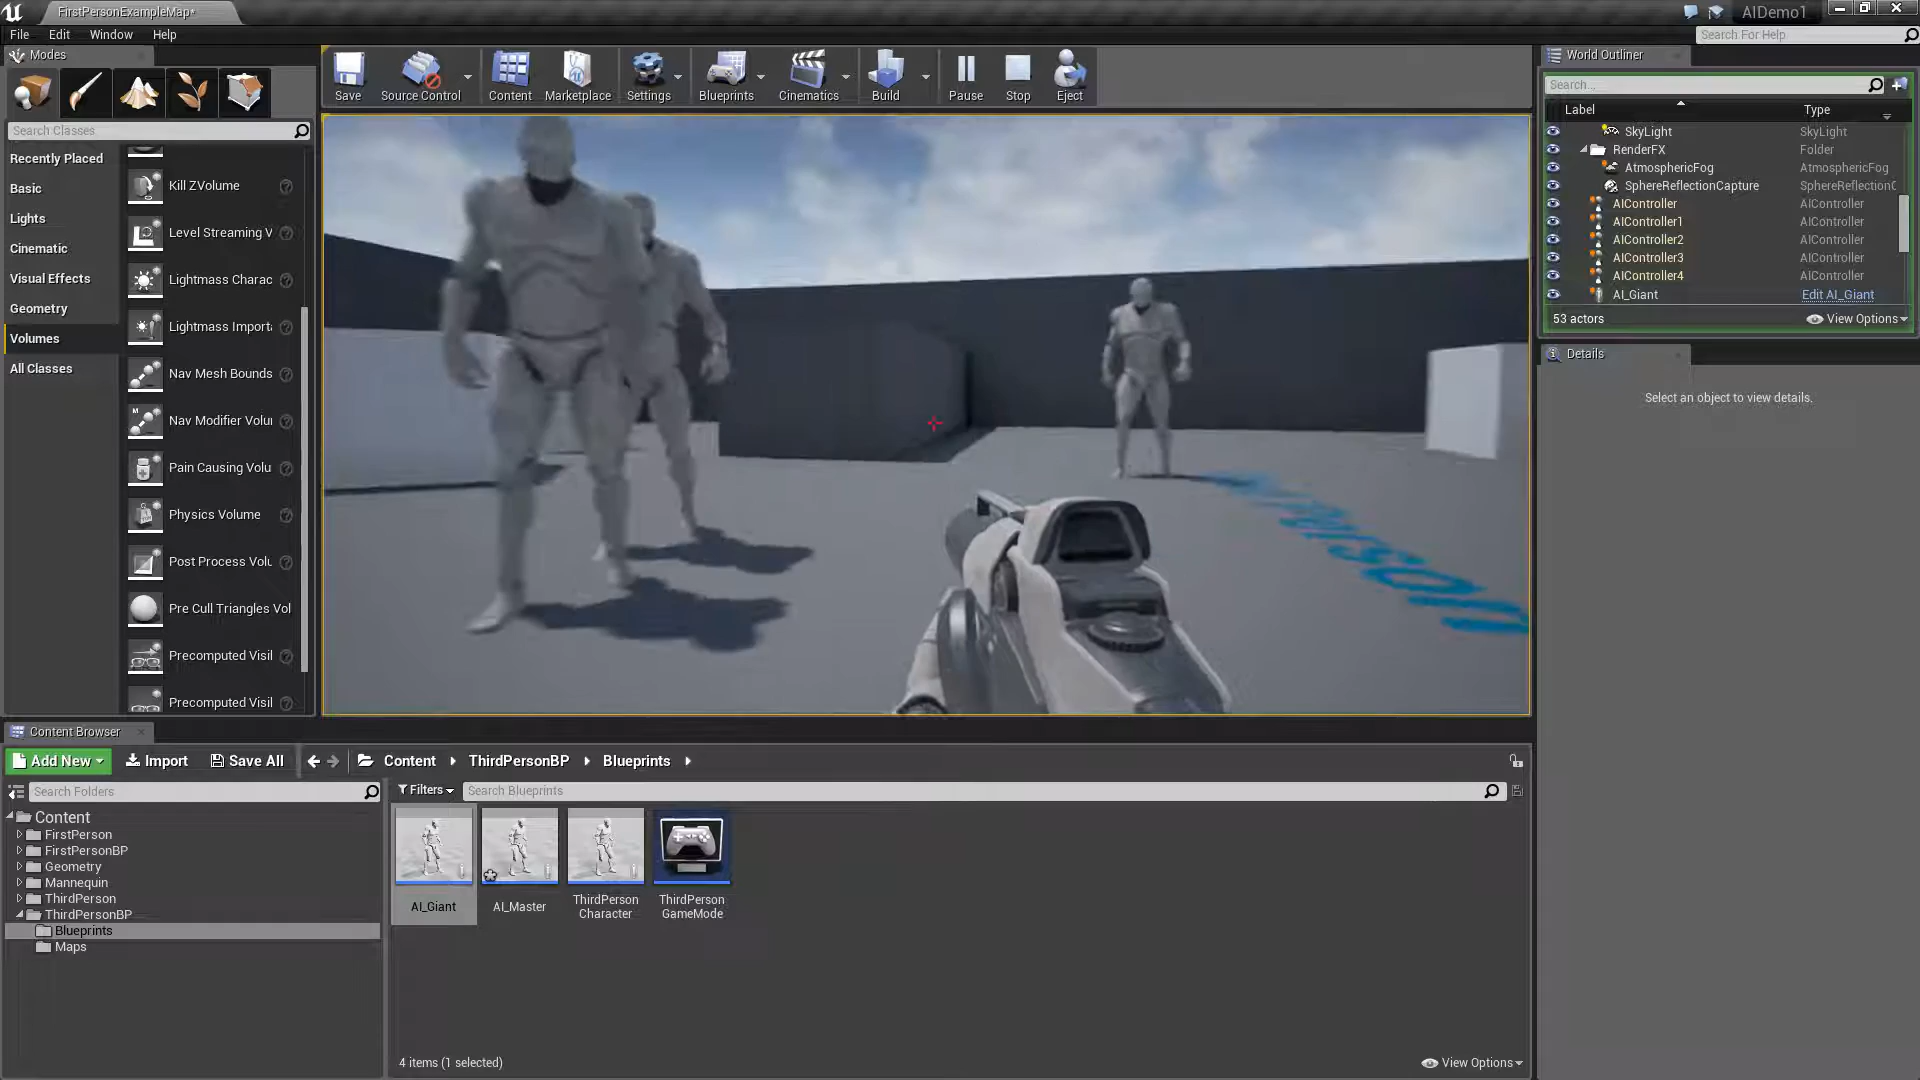 FirstPersonExampleMap*
AIDemo1
File Edit Window Help
Search For Help
Modes
Save Source Control Content Marketplace Settings Blueprints Cinematics Build Pause Stop Eject
World Outliner
Search...
Label Type
SkyLight SkyLight
RenderFX Folder
AtmosphericFog AtmosphericFog
SphereReflectionCapture SphereReflectionC
AIController AIController
AIController1 AIController
AIController2 AIController
AIController3 AIController
AIController4 AIController
AI_Giant Edit AI_Giant
53 actors View Options
Details
Select an object to view details.
Search Classes
Recently Placed
Basic
Lights
Cinematic
Visual Effects
Geometry
Volumes
All Classes
Kill ZVolume
Level Streaming V
Lightmass Charac
Lightmass Importa
Nav Mesh Bounds
Nav Modifier Volu
Pain Causing Volu
Physics Volume
Post Process Volu
Pre Cull Triangles Vol
Precomputed Visil
Precomputed Visil
Content Browser
Add New Import Save All Content ThirdPersonBP Blueprints
Search Folders
Filters Search Blueprints
Content
FirstPerson
FirstPersonBP
Geometry
Mannequin
ThirdPerson
ThirdPersonBP
Blueprints
Maps
AI_Giant
AI_Master
ThirdPerson
Character
ThirdPerson
GameMode
4 items (1 selected) View Options